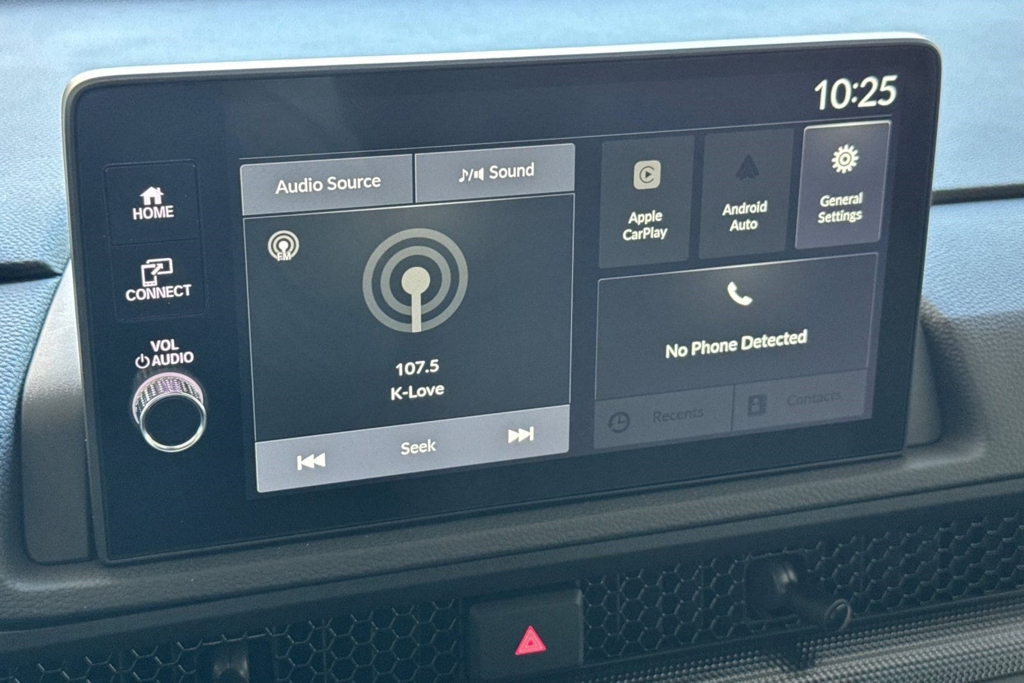 10:25
HOME
CONNECT
VOL
AUDIO
Audio Source
Sound
FM
107.5
K-Love
Seek
Apple
CarPlay
Android
Auto
General
Settings
No Phone Detected
Recents
Contacts